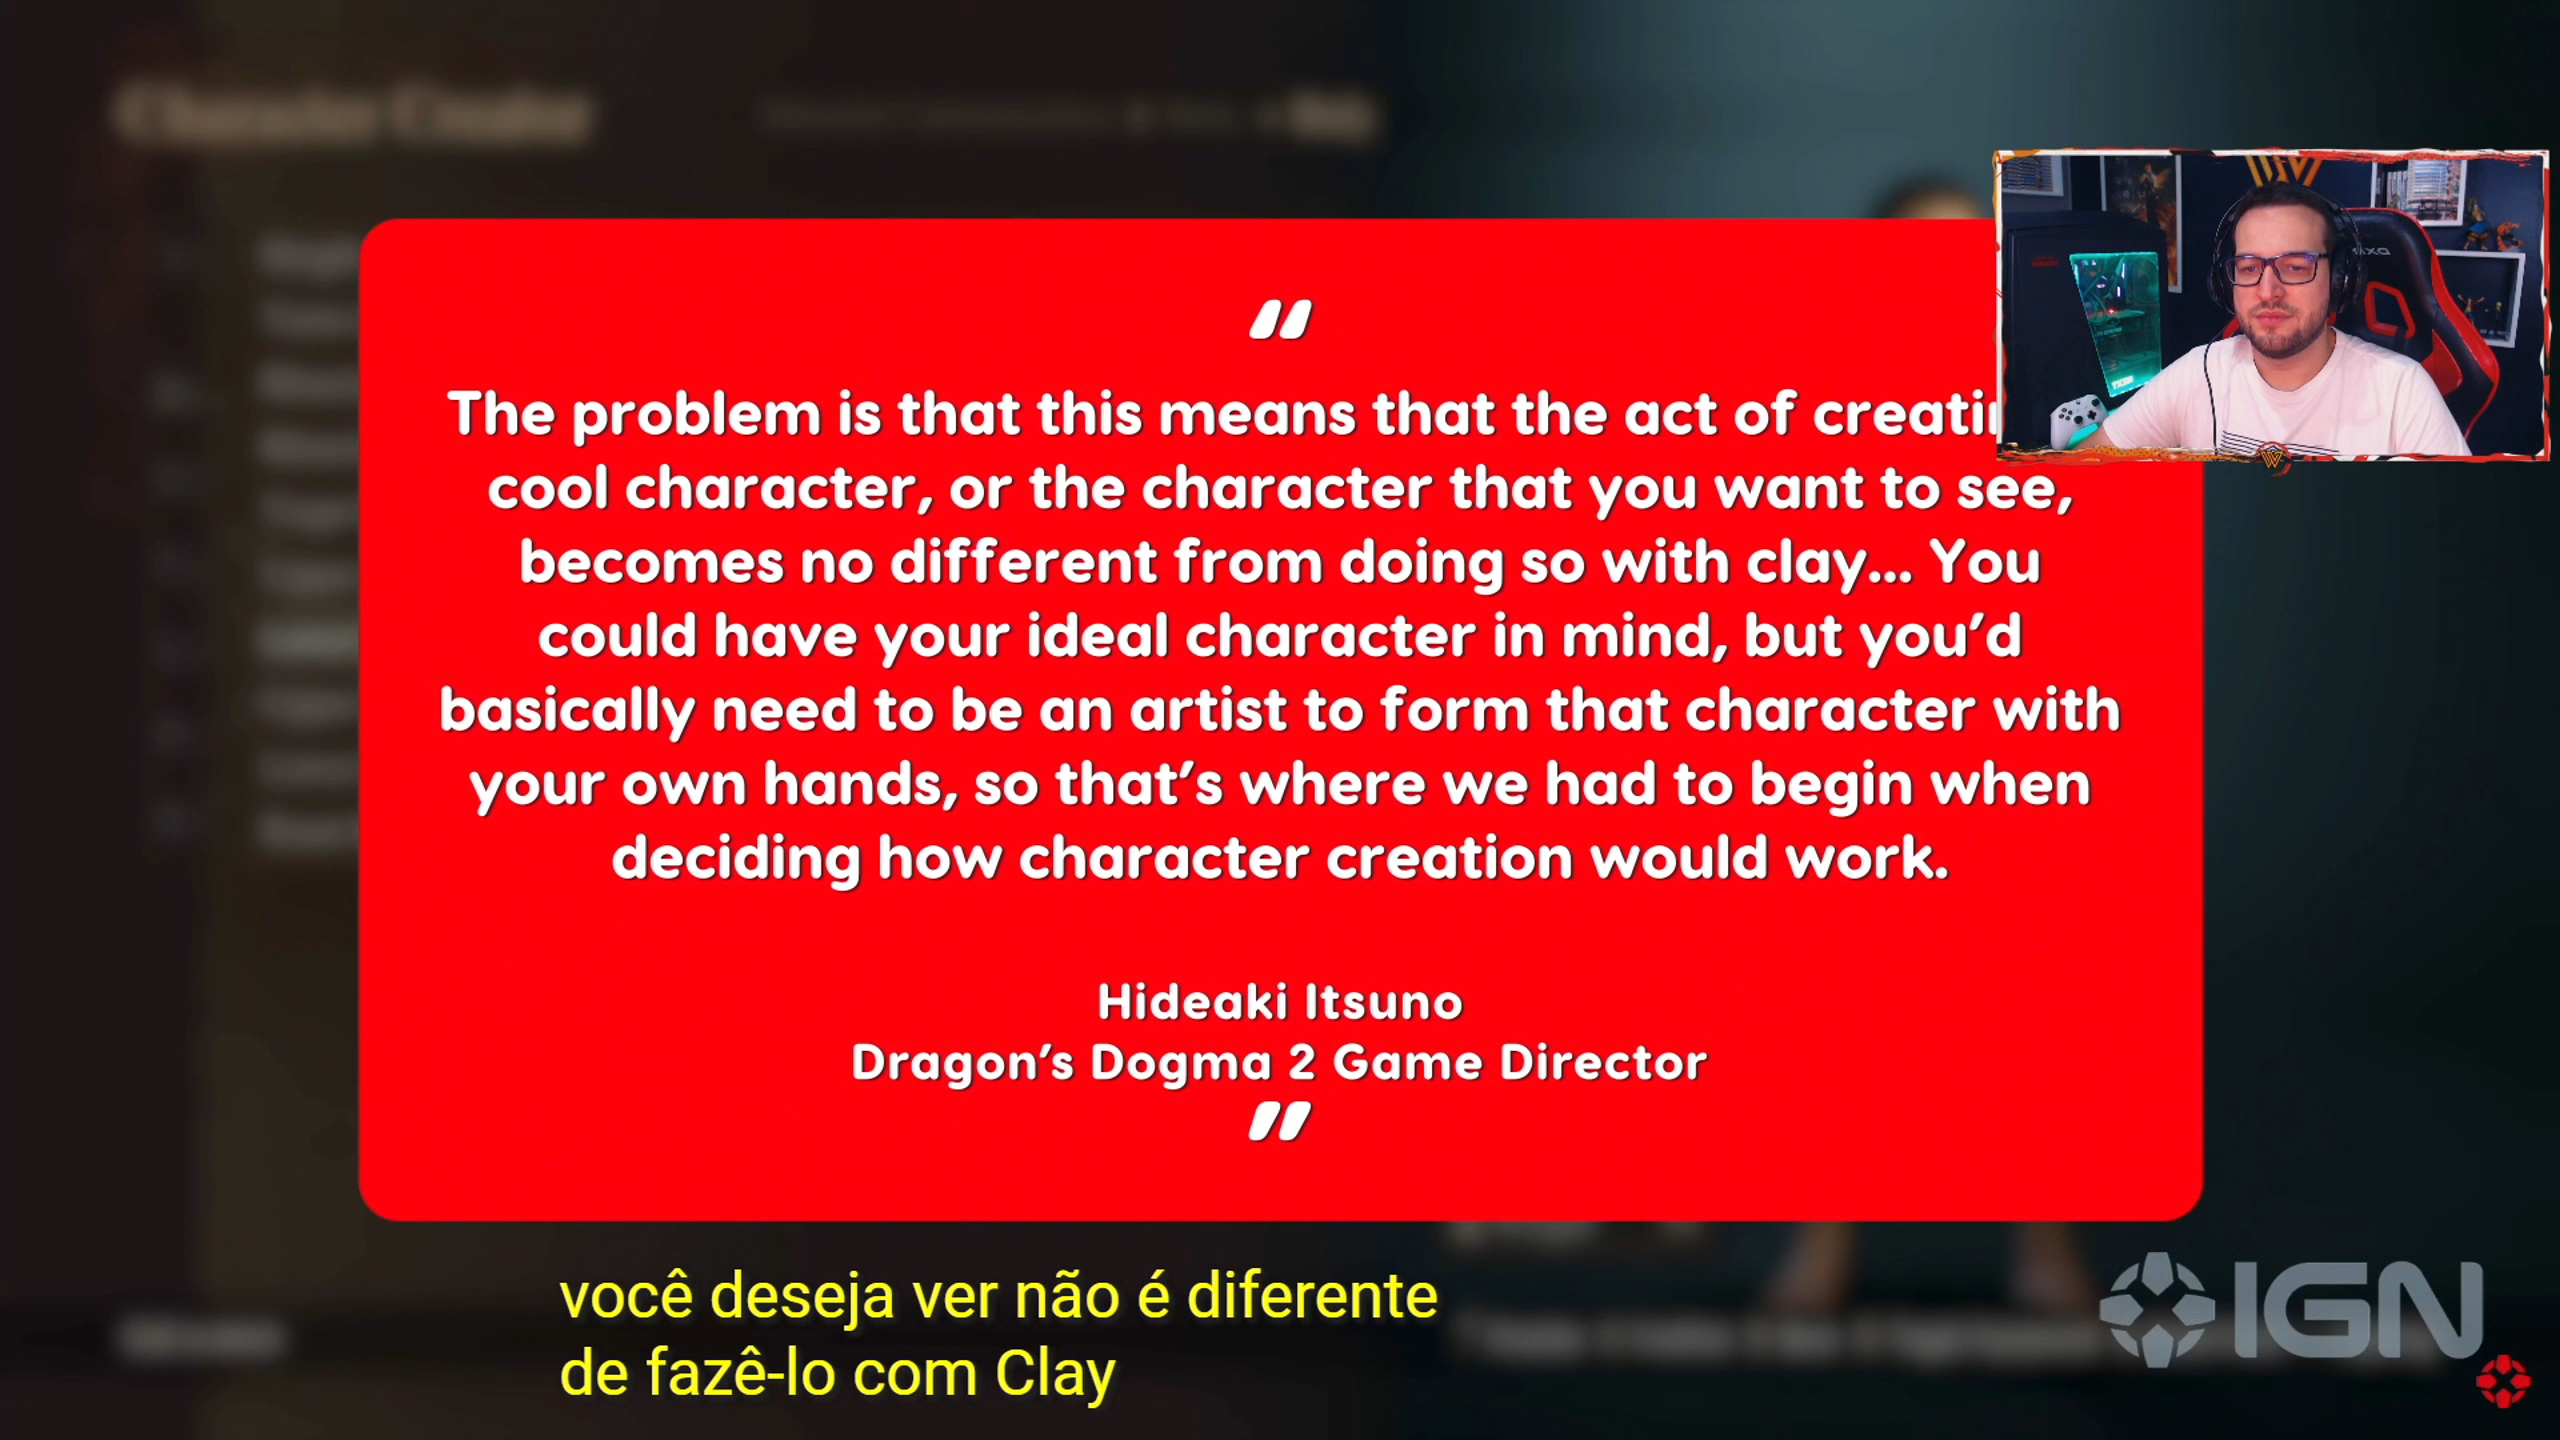 Character Creator
“
The problem is that this means that the act of
cool character, or the character that you want to see,
becomes no different from doing so with clay... You
could have your ideal character in mind, but you’d
basically need to be an artist to form that character with
your own hands, so that’s where we had to begin when
deciding how character creation would work.
Hideaki Itsuno
Dragon’s Dogma 2 Game Director
”
você deseja ver não é diferente
de fazê-lo com Clay
IGN